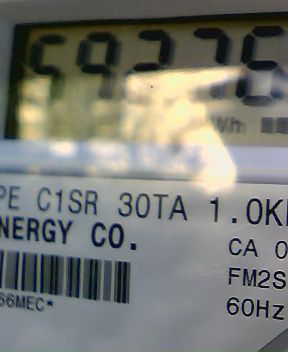 59276
Wh
PE C1SR 30TA 1.0K
NERGY CO.
CA 0
FM2S
66MEC*
60Hz